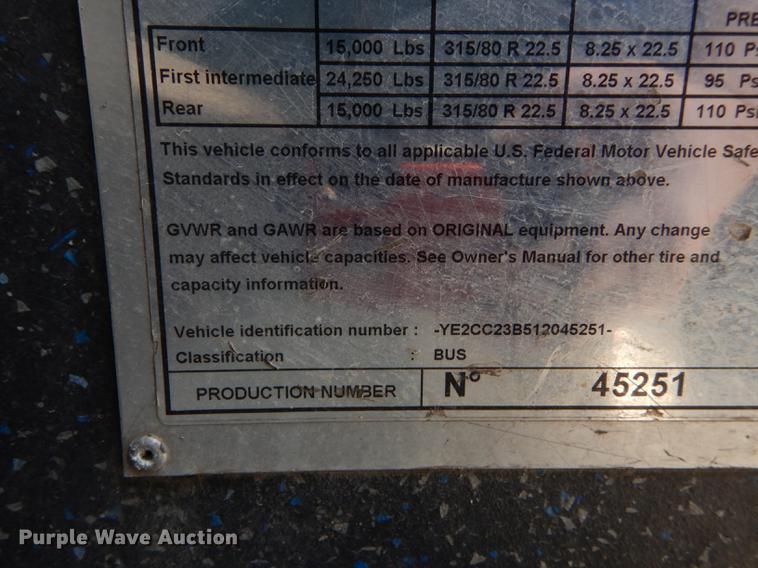 PRE
Front 15,000 Lbs 315/80 R 22.5 8.25 x 22.5 110 Ps
First intermediate 24,250 Lbs 315/80 R 22.5 8.25 x 22.5 95 Ps
Rear 15,000 Lbs 315/80 R 22.5 8.25 x 22.5 110 Psi
This vehicle conforms to all applicable U.S. Federal Motor Vehicle Safe
Standards in effect on the date of manufacture shown above.
GVWR and GAWR are based on ORIGINAL equipment. Any change
may affect vehicle capacities. See Owner's Manual for other tire and
capacity information.
Vehicle identification number : -YE2CC23B512045251-
Classification : BUS
PRODUCTION NUMBER N° 45251
Purple Wave Auction